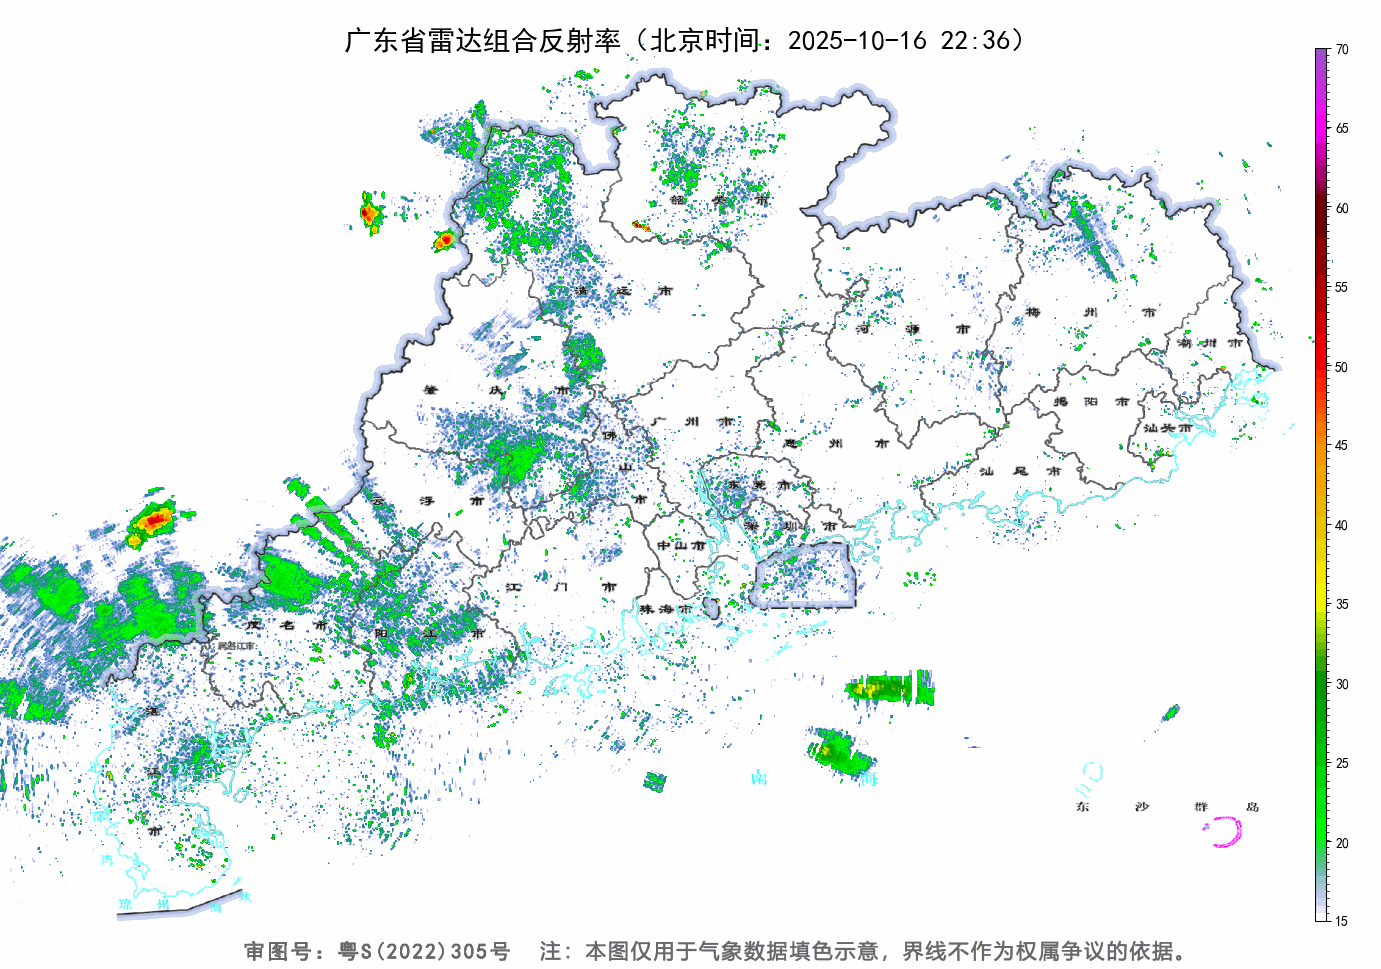 广东省雷达组合反射率（北京时间：2025-10-16 22:36）
70
65
60
55
50
45
40
35
30
25
20
15
韶关市
清远市
梅州市
河源市
潮州市
肇庆市
揭阳市
广州市
佛山市
惠州市
汕头市
汕尾市
东莞市
云浮市
深圳市
中山市
江门市
珠海市
茂名市
阳江市
属湛江市
湛江市
南海
东沙群岛
北部湾
琼州海峡
审图号：粤S(2022)305号 注：本图仅用于气象数据填色示意，界线不作为权属争议的依据。